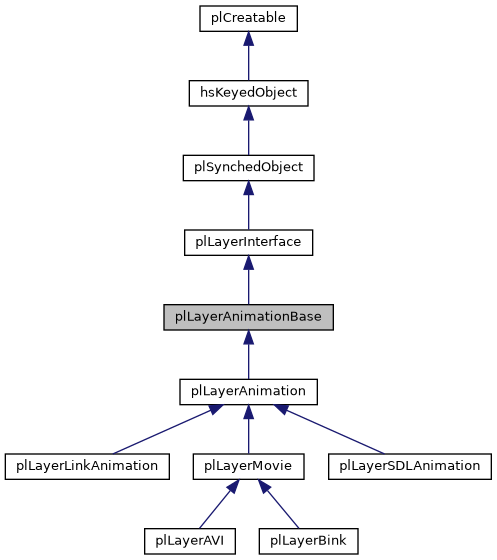 plCreatable
hsKeyedObject
plSynchedObject
plLayerInterface
plLayerAnimationBase
plLayerAnimation
plLayerLinkAnimation
plLayerMovie
plLayerSDLAnimation
plLayerAVI
plLayerBink